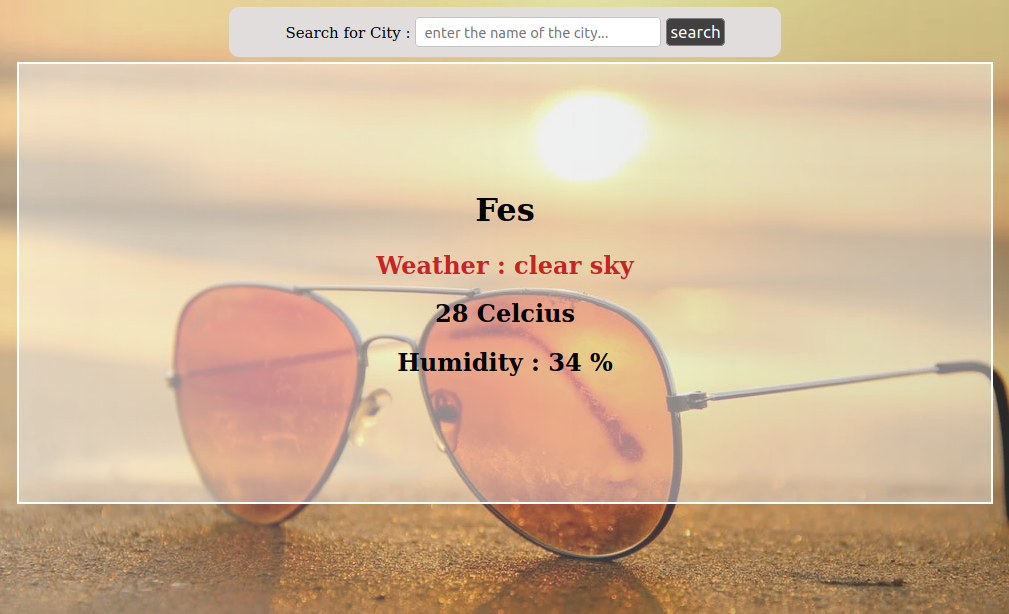 Search for City : enter the name of the city... search
Fes
Weather : clear sky
28 Celcius
Humidity : 34 %